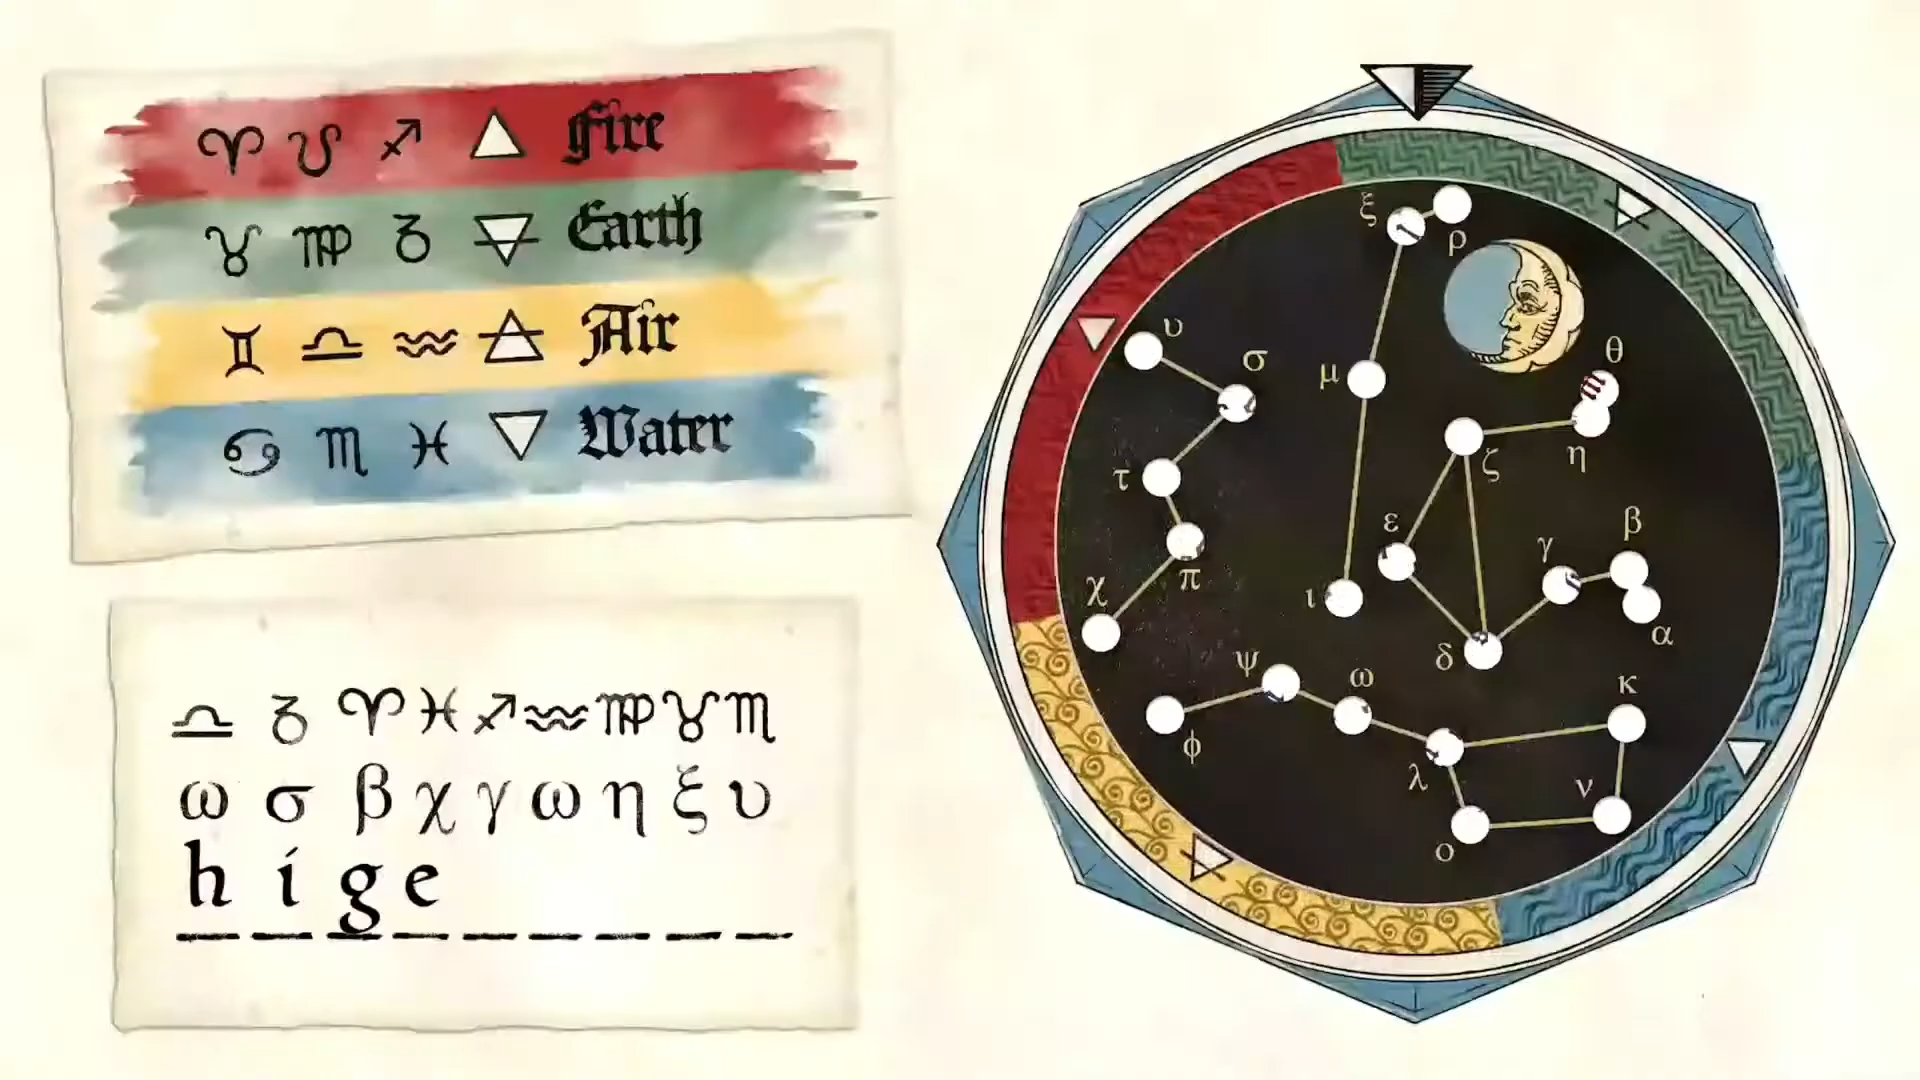 ♈ ♌ ♐ 🜂 Fire
♉ ♍ ♑ 🜃 Earth
♊ ♎ ♒ 🜁 Air
♋ ♏ ♓ 🜄 Water
♎ ♑ ♈ ♓ ♐ ♒ ♍ ♉ ♏
ω σ β χ γ ω η ξ υ
h i g e
ξ
ρ
υ
σ
μ
θ
η
ζ
τ
ε
β
γ
π
χ
ι
α
δ
ψ
ω
κ
φ
λ
ν
ο